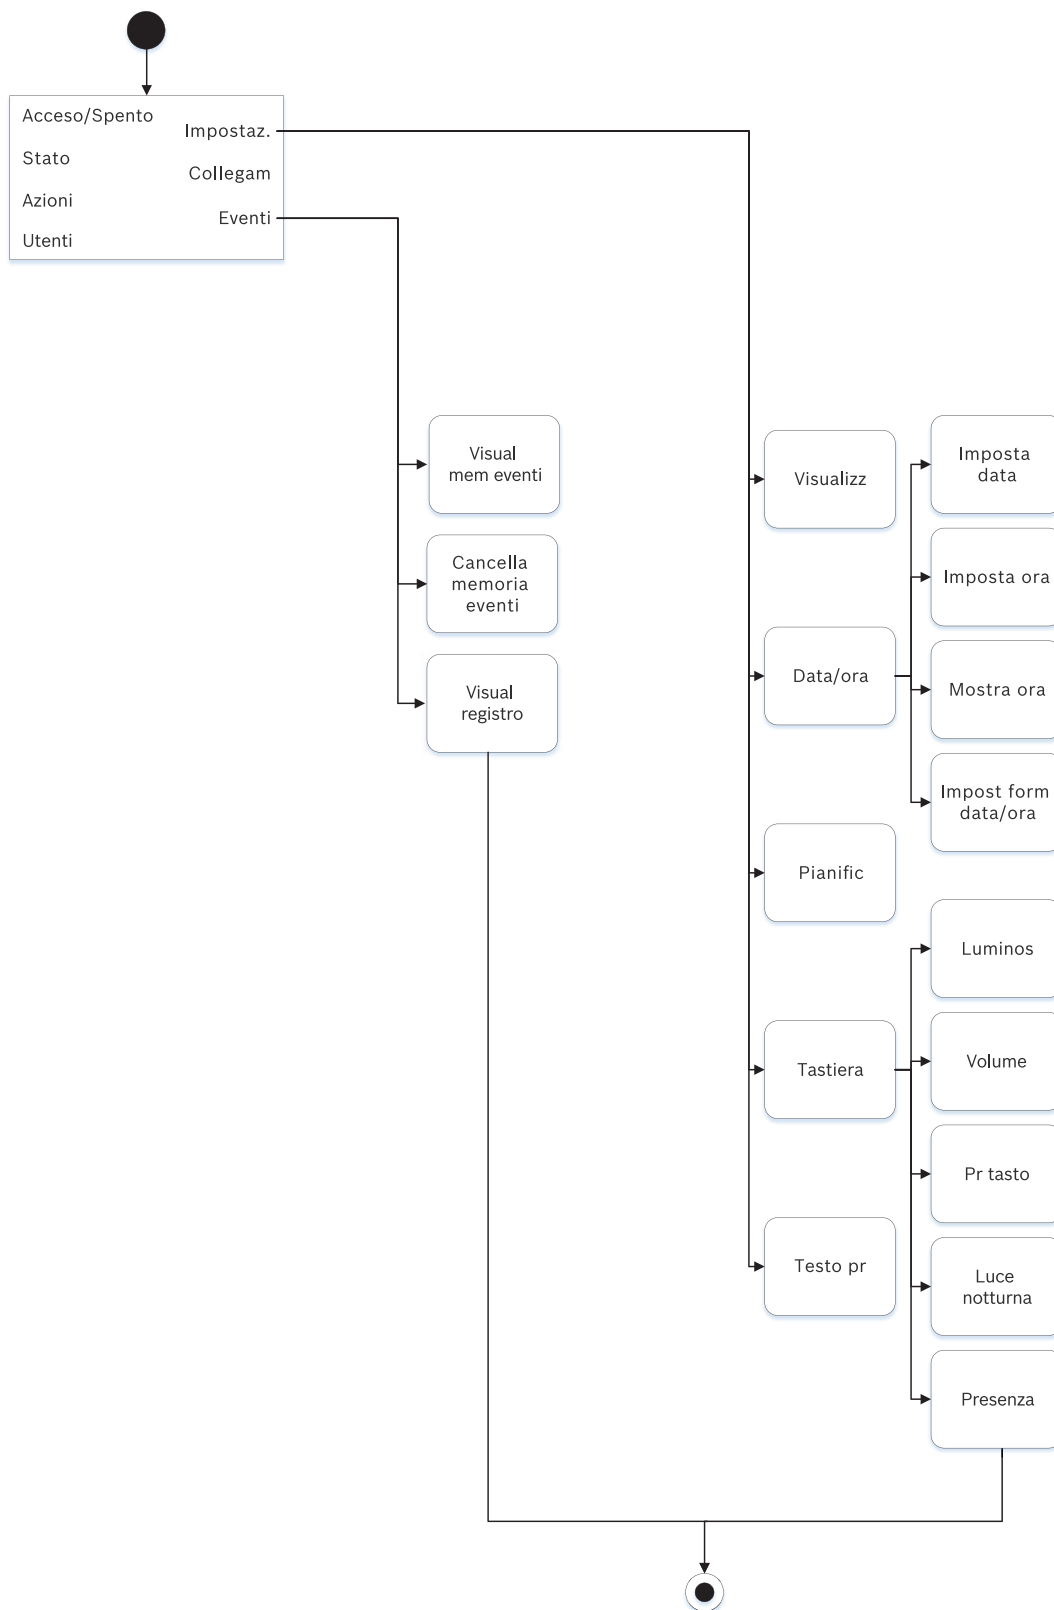 Acceso/Spento
Stato
Azioni
Utenti
Impostaz.
Collegam
Eventi
Visual
mem eventi
Cancella
memoria
eventi
Visual
registro
Visualizz
Data/ora
Pianific
Tastiera
Testo pr
Imposta
data
Imposta ora
Mostra ora
Impost form
data/ora
Luminos
Volume
Pr tasto
Luce
notturna
Presenza